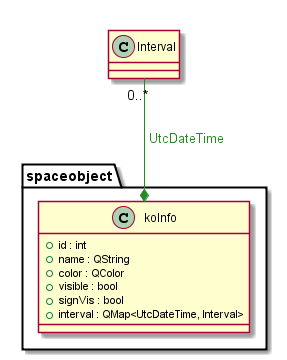 C Interval
0..*
UtcDateTime
spaceobject
C koInfo
id : int
name : QString
color : QColor
visible : bool
signVis : bool
interval : QMap<UtcDateTime, Interval>